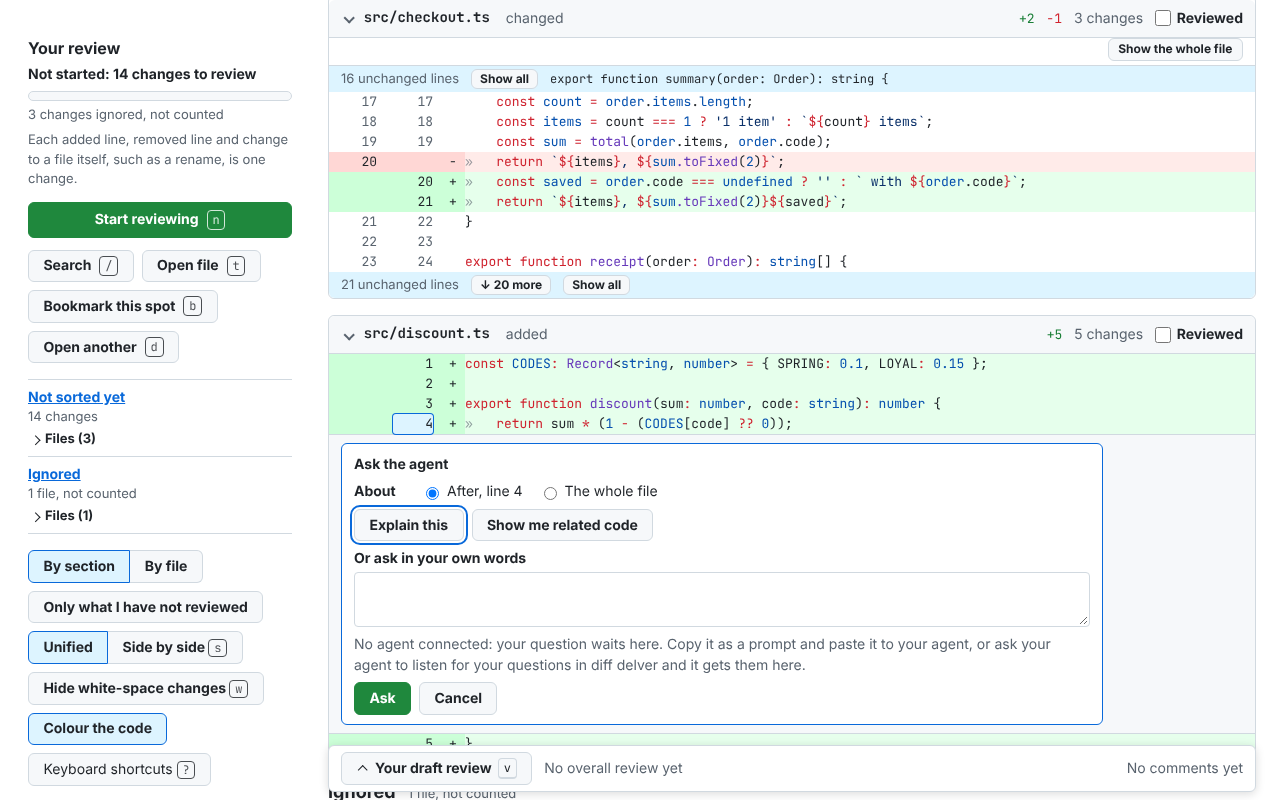 Your review
Not started: 14 changes to review
3 changes ignored, not counted
Each added line, removed line and change
to a file itself, such as a rename, is one
change.
Start reviewing n
Search / Open file t
Bookmark this spot b
Open another d
Not sorted yet
14 changes
Files (3)
Ignored
1 file, not counted
Files (1)
By section By file
Only what I have not reviewed
Unified Side by side s
Hide white-space changes w
Colour the code
Keyboard shortcuts ?
src/checkout.ts changed +2 -1 3 changes Reviewed
Show the whole file
16 unchanged lines Show all export function summary(order: Order): string {
17 17 const count = order.items.length;
18 18 const items = count === 1 ? '1 item' : `${count} items`;
19 19 const sum = total(order.items, order.code);
20 - » return `${items}, ${sum.toFixed(2)}`;
20 + » const saved = order.code === undefined ? '' : ` with ${order.code}`;
21 + » return `${items}, ${sum.toFixed(2)}${saved}`;
21 22 }
22 23
23 24 export function receipt(order: Order): string[] {
21 unchanged lines ↓ 20 more Show all
src/discount.ts added +5 5 changes Reviewed
1 + const CODES: Record<string, number> = { SPRING: 0.1, LOYAL: 0.15 };
2 +
3 + export function discount(sum: number, code: string): number {
4 + » return sum * (1 - (CODES[code] ?? 0));
Ask the agent
About After, line 4 The whole file
Explain this Show me related code
Or ask in your own words
No agent connected: your question waits here. Copy it as a prompt and paste it to your agent, or ask your
agent to listen for your questions in diff delver and it gets them here.
Ask Cancel
5 + }
Your draft review v No overall review yet No comments yet
Ignored 1 file, not counted